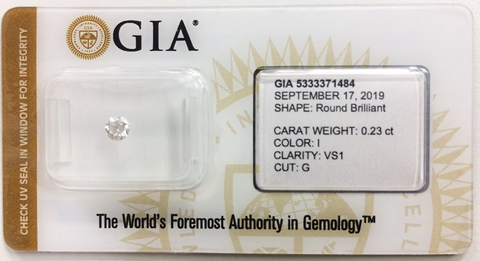 CHECK UV SEAL IN WINDOW FOR INTEGRITY
GIA®
GIA 5333371484
SEPTEMBER 17, 2019
SHAPE: Round Brilliant
CARAT WEIGHT: 0.23 ct
COLOR: I
CLARITY: VS1
CUT: G
The World's Foremost Authority in Gemology™